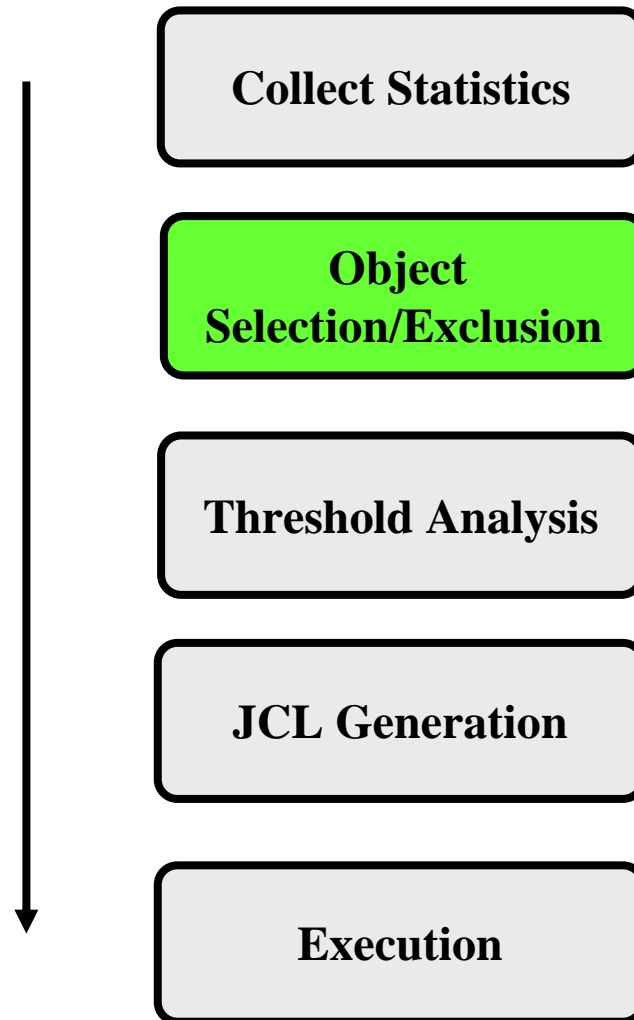 Collect Statistics
Object
Selection/Exclusion
Threshold Analysis
JCL Generation
Execution